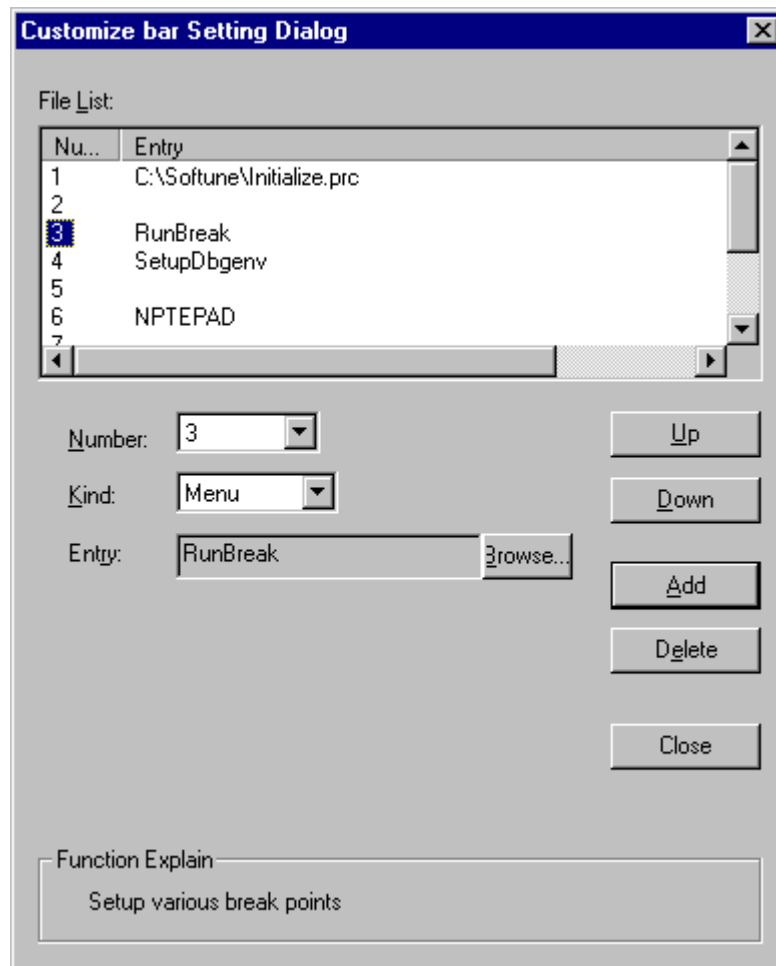 Customize bar Setting Dialog
File List:
Nu... Entry
1 C:\Softune\Initialize.prc
2
3 RunBreak
4 SetupDbgenv
5
6 NPTEPAD
7
Number: 3 Up
Kind: Menu Down
Entry: RunBreak Browse...
Add
Delete
Close
Function Explain
Setup various break points